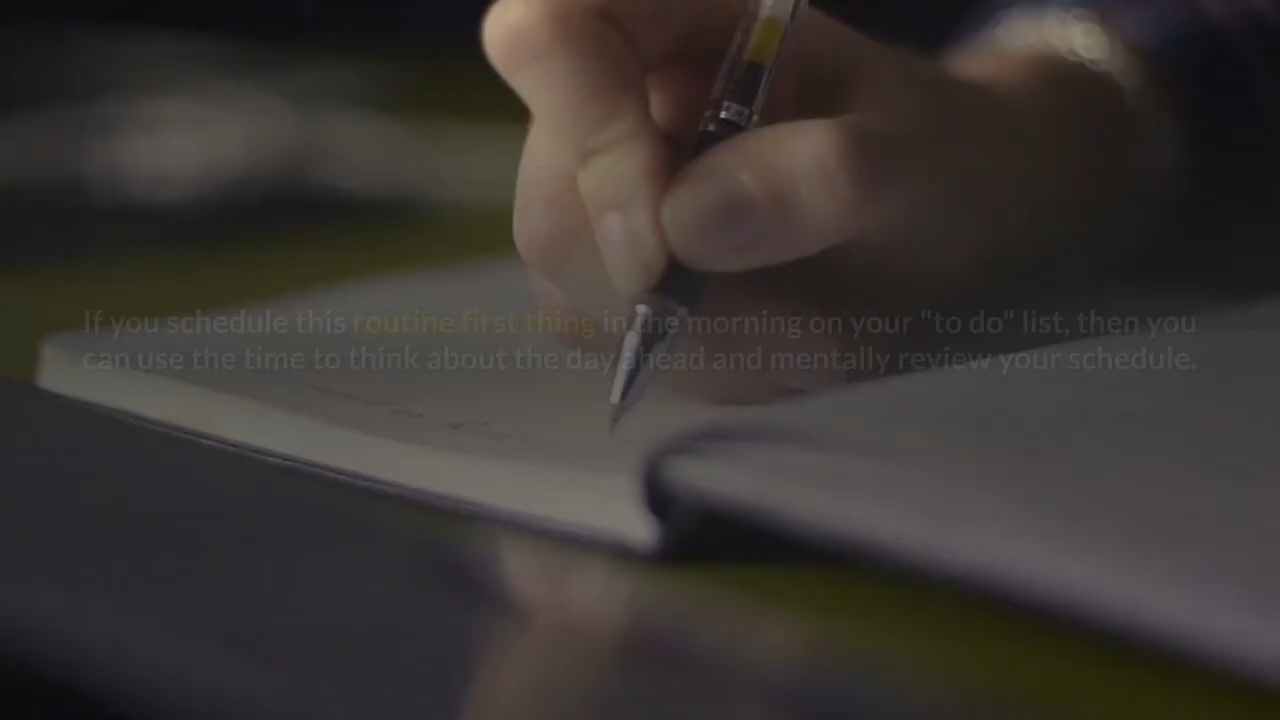 If you schedule this routine first thing in the morning on your "to do" list, then you
can use the time to think about the day ahead and mentally review your schedule.